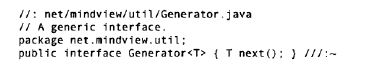 //: net/mindview/util/Generator.java
// A generic interface.
package net.mindview.util;
public interface Generator<T> { T next(); } ///:~